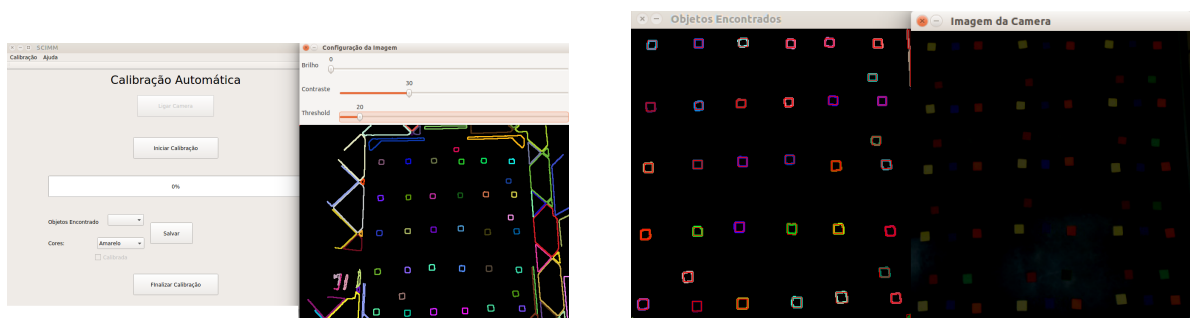 SCIMM
Calibração Ajuda
Calibração Automática
Ligar Camera
Iniciar Calibração
0%
Objetos Encontrado
Salvar
Cores:
Amarelo
Calibrado
Finalizar Calibração
Configuração da Imagem
Brilho
0
Contraste
30
Threshold
20
Objetos Encontrados
Imagem da Camera